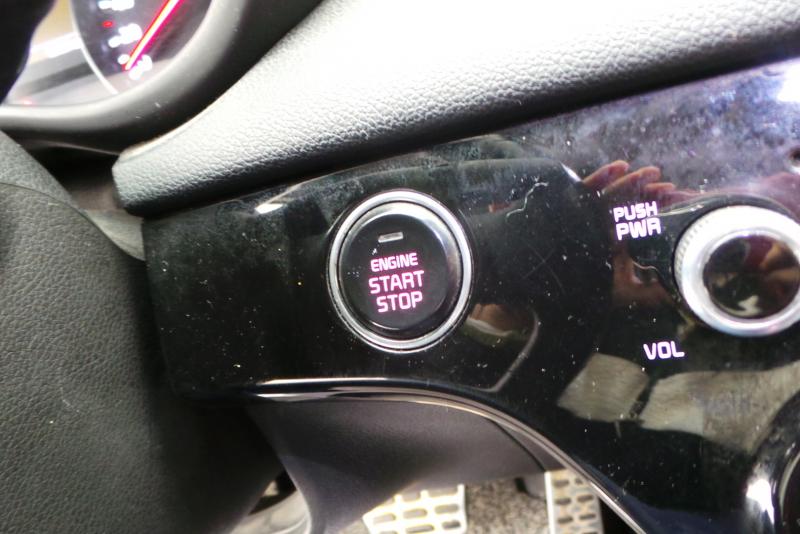 ENGINE
START
STOP
PUSH
PWR
VOL